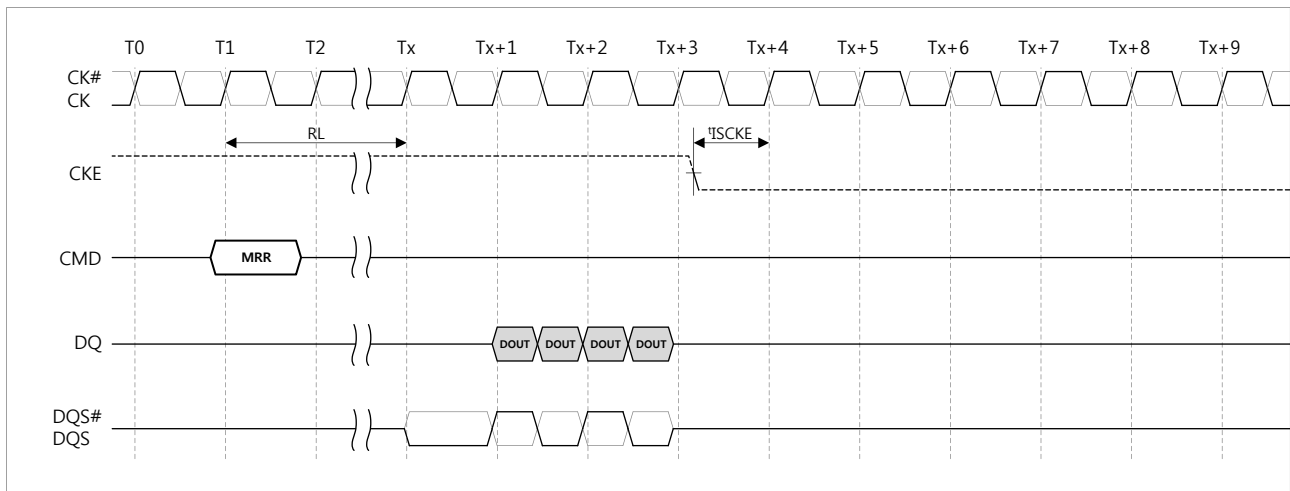 T0 T1 T2 Tx Tx+1 Tx+2 Tx+3 Tx+4 Tx+5 Tx+6 Tx+7 Tx+8 Tx+9
CK#
CK
RL tISCKE
CKE
CMD MRR
DQ DOUT DOUT DOUT DOUT
DQS#
DQS